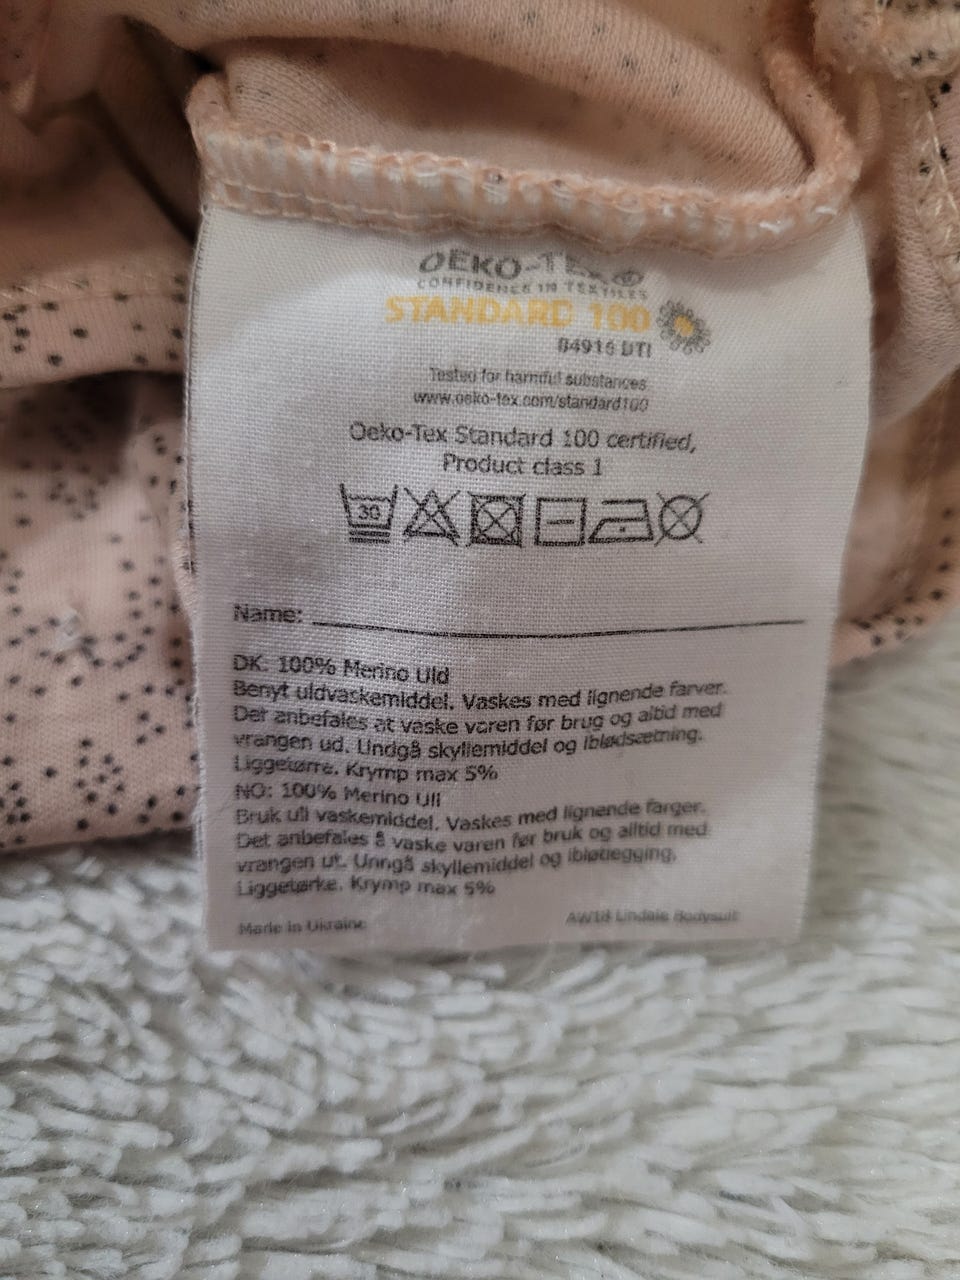 OEKO-TEX®
CONFIDENCE IN TEXTILES
STANDARD 100
84916 DTI
Tested for harmful substances
www.oeko-tex.com/standard100
Oeko-Tex Standard 100 certified,
Product class 1
30
Name:
DK: 100% Merino Uld
Benyt uldvaskemiddel. Vaskes med lignende farver.
Det anbefales at vaske varen før brug og altid med
vrangen ud. Undgå skyllemiddel og iblødsætning.
Liggetørre. Krymp max 5%
NO: 100% Merino Ull
Bruk ull vaskemiddel. Vaskes med lignende farger.
Det anbefales å vaske varen før bruk og alltid med
vrangen ut. Unngå skyllemiddel og ibløtlegging.
Liggetørke. Krymp max 5%
Made in Ukraine
AW18 Lindale Bodysuit